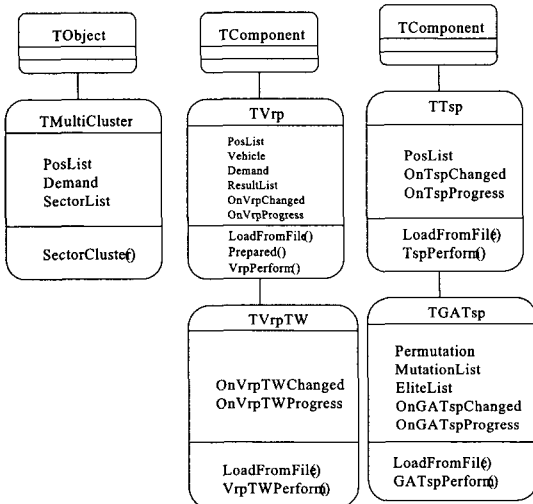 TObject
TMultiCluster
PosList
Demand
SectorList
SectorCluster()
TComponent
TVrp
PosList
Vehicle
Demand
ResultList
OnVrpChanged
OnVrpProgress
LoadFromFile()
Prepared()
VrpPerform()
TVrpTW
OnVrpTWChanged
OnVrpTWProgress
LoadFromFile()
VrpTWPerform()
TComponent
TTsp
PosList
OnTspChanged
OnTspProgress
LoadFromFile()
TspPerform()
TGATsp
Permutation
MutationList
EliteList
OnGATspChanged
OnGATspProgress
LoadFromFile()
GATspPerform()